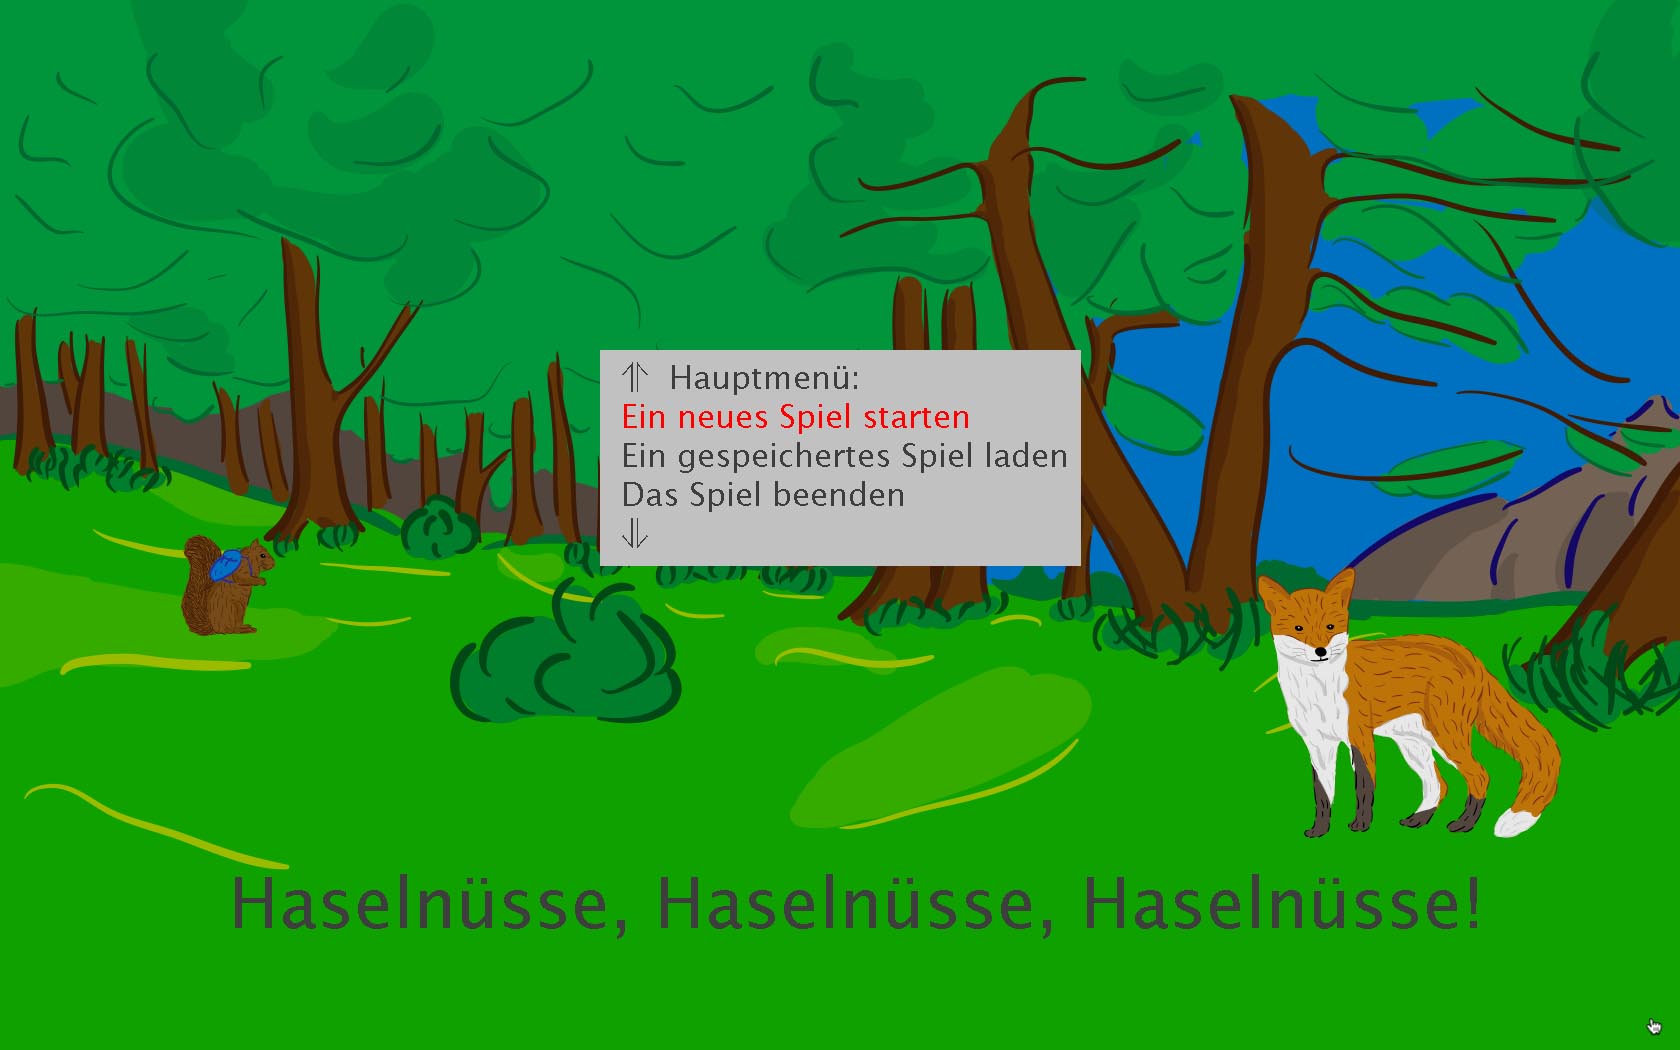 ⇑ Hauptmenü:
Ein neues Spiel starten
Ein gespeichertes Spiel laden
Das Spiel beenden
⇓
Haselnüsse, Haselnüsse, Haselnüsse!